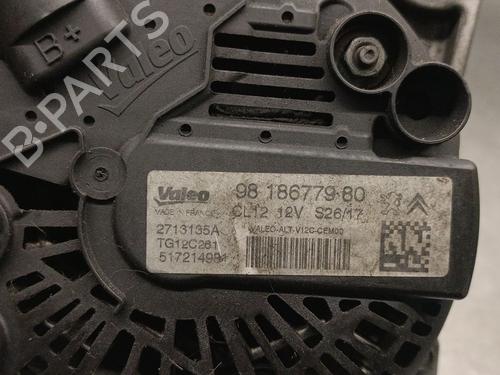 B+
Valeo
B-PARTS
Valeo
MADE IN FRANCE
98 186779 80
CL12 12V S26/17
2713135A
TG12C261
VALEO-ALT-V12C-CEM00
517214991